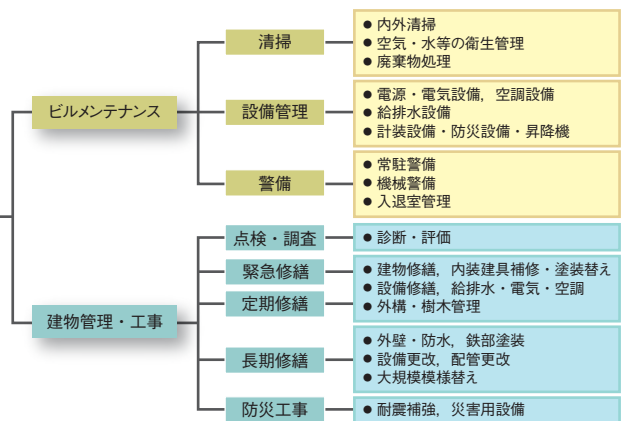 ビルメンテナンス
清掃
● 内外清掃
● 空気・水等の衛生管理
● 廃棄物処理
設備管理
● 電源・電気設備，空調設備
● 給排水設備
● 計装設備・防災設備・昇降機
警備
● 常駐警備
● 機械警備
● 入退室管理
建物管理・工事
点検・調査
● 診断・評価
緊急修繕
定期修繕
● 建物修繕，内装建具補修・塗装替え
● 設備修繕，給排水・電気・空調
● 外構・樹木管理
長期修繕
● 外壁・防水，鉄部塗装
● 設備更改，配管更改
● 大規模模様替え
防災工事
● 耐震補強，災害用設備